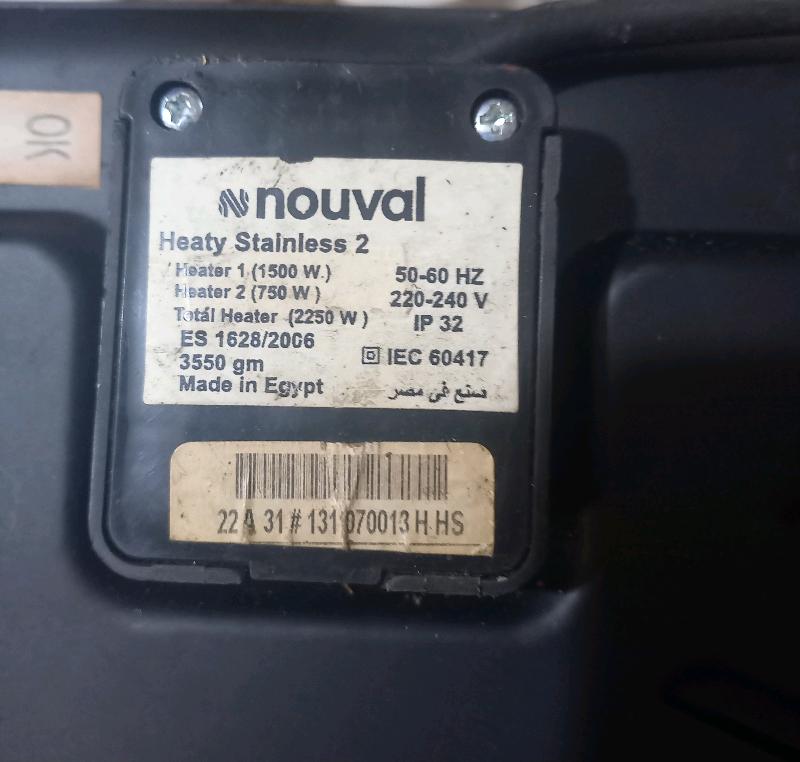 OK
nouval
Heaty Stainless 2
Heater 1 (1500 W.)
Heater 2 (750 W)
Total Heater (2250 W)
ES 1628/2006
3550 gm
Made in Egypt
50-60 HZ
220-240 V
IP 32
IEC 60417
صنع في مصر
22 A 31 # 131 070013 H HS